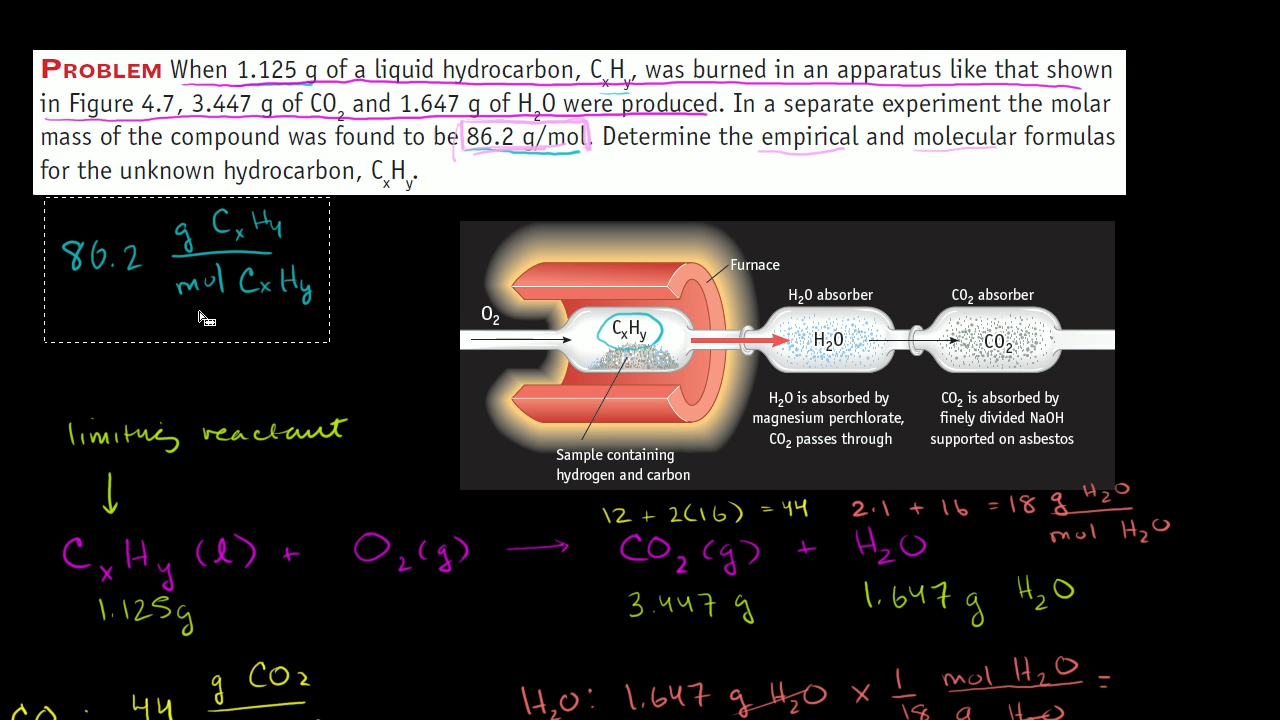 PROBLEM When 1.125 g of a liquid hydrocarbon, CxHy, was burned in an apparatus like that shown
in Figure 4.7, 3.447 g of CO2 and 1.647 g of H2O were produced. In a separate experiment the molar
mass of the compound was found to be 86.2 g/mol. Determine the empirical and molecular formulas
for the unknown hydrocarbon, CxHy.
86.2 g CxHy
mol CxHy
Furnace
O2
CxHy
H2O absorber
CO2 absorber
H2O
CO2
H2O is absorbed by
magnesium perchlorate,
CO2 passes through
CO2 is absorbed by
finely divided NaOH
supported on asbestos
Sample containing
hydrogen and carbon
limiting reactant
↓
12 + 2(16) = 44
2·1 + 16 = 18 g H2O
mol H2O
CxHy (l) + O2(g) → CO2(g) + H2O
1.125g
3.447 g
1.647 g H2O
44 g CO2
H2O: 1.647 g H2O × 1 mol H2O =
18 g H2O